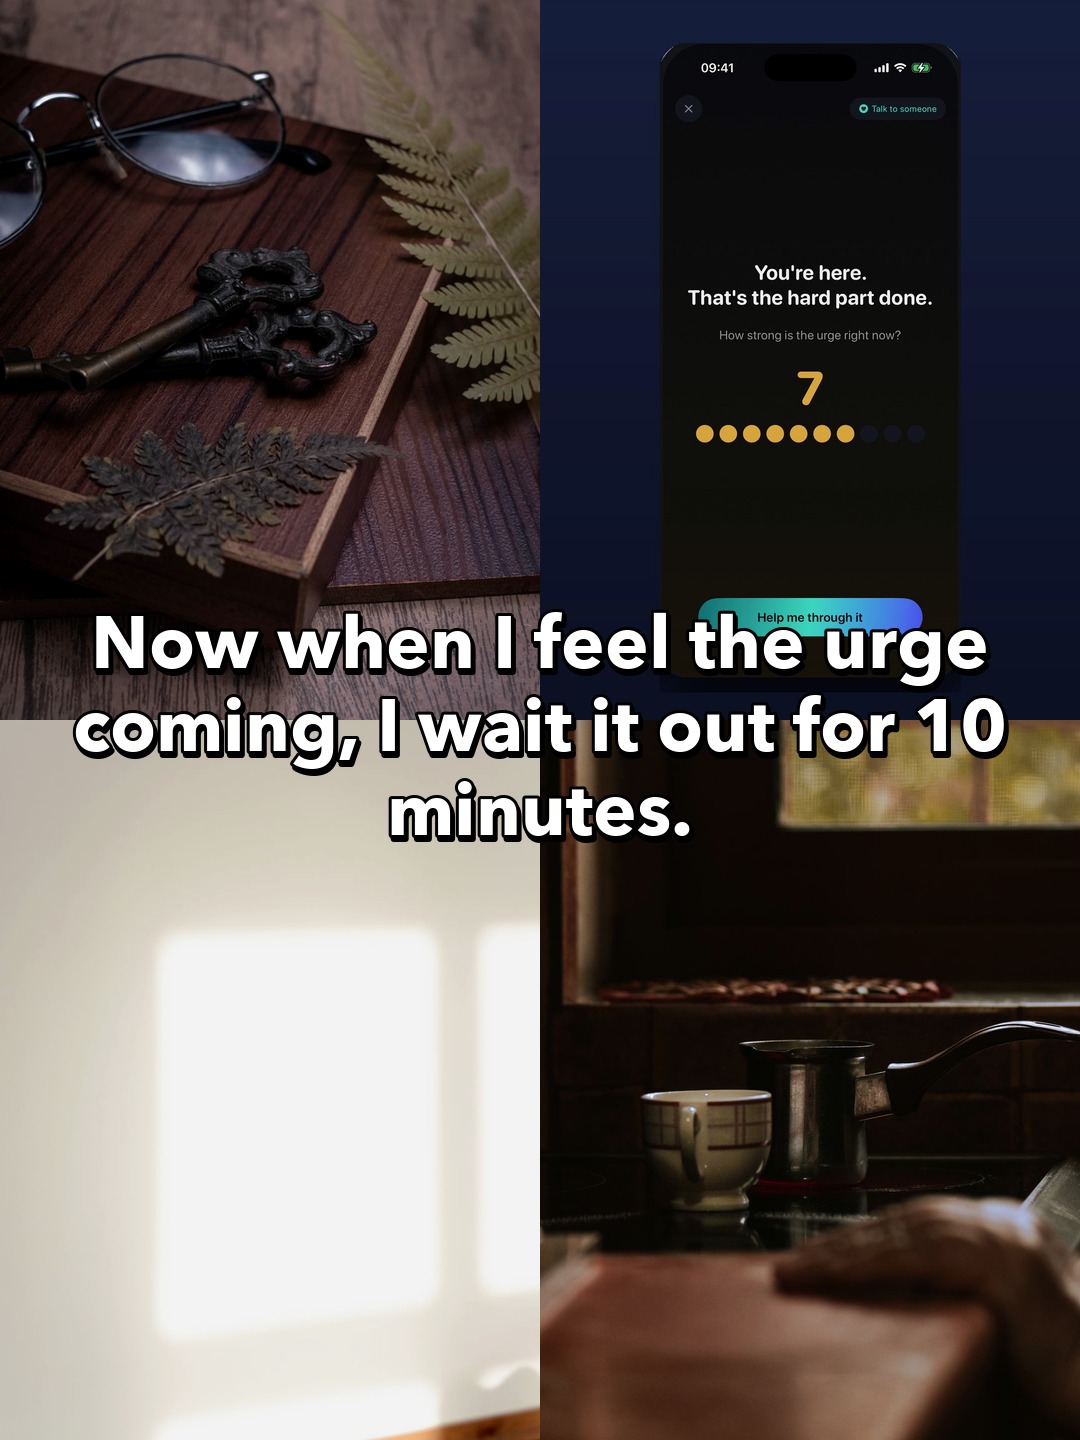 09:41
Talk to someone
You're here.
That's the hard part done.
How strong is the urge right now?
7
Help me through it
Now when I feel the urge
coming, I wait it out for 10
minutes.